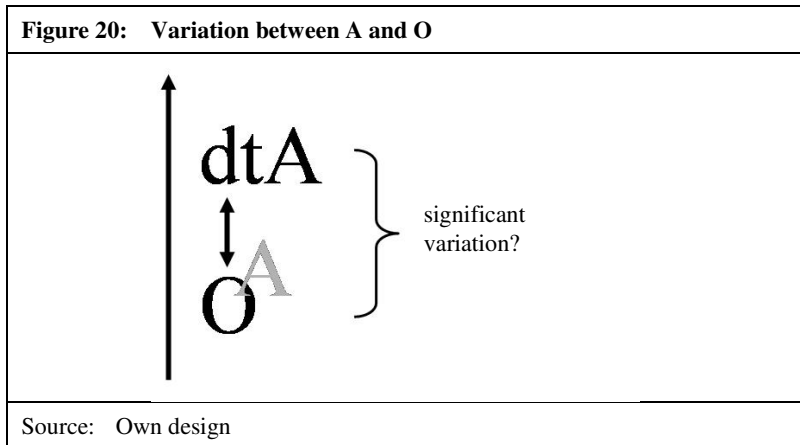 Figure 20: Variation between A and O
dtA
significant
variation?
A
O
Source: Own design